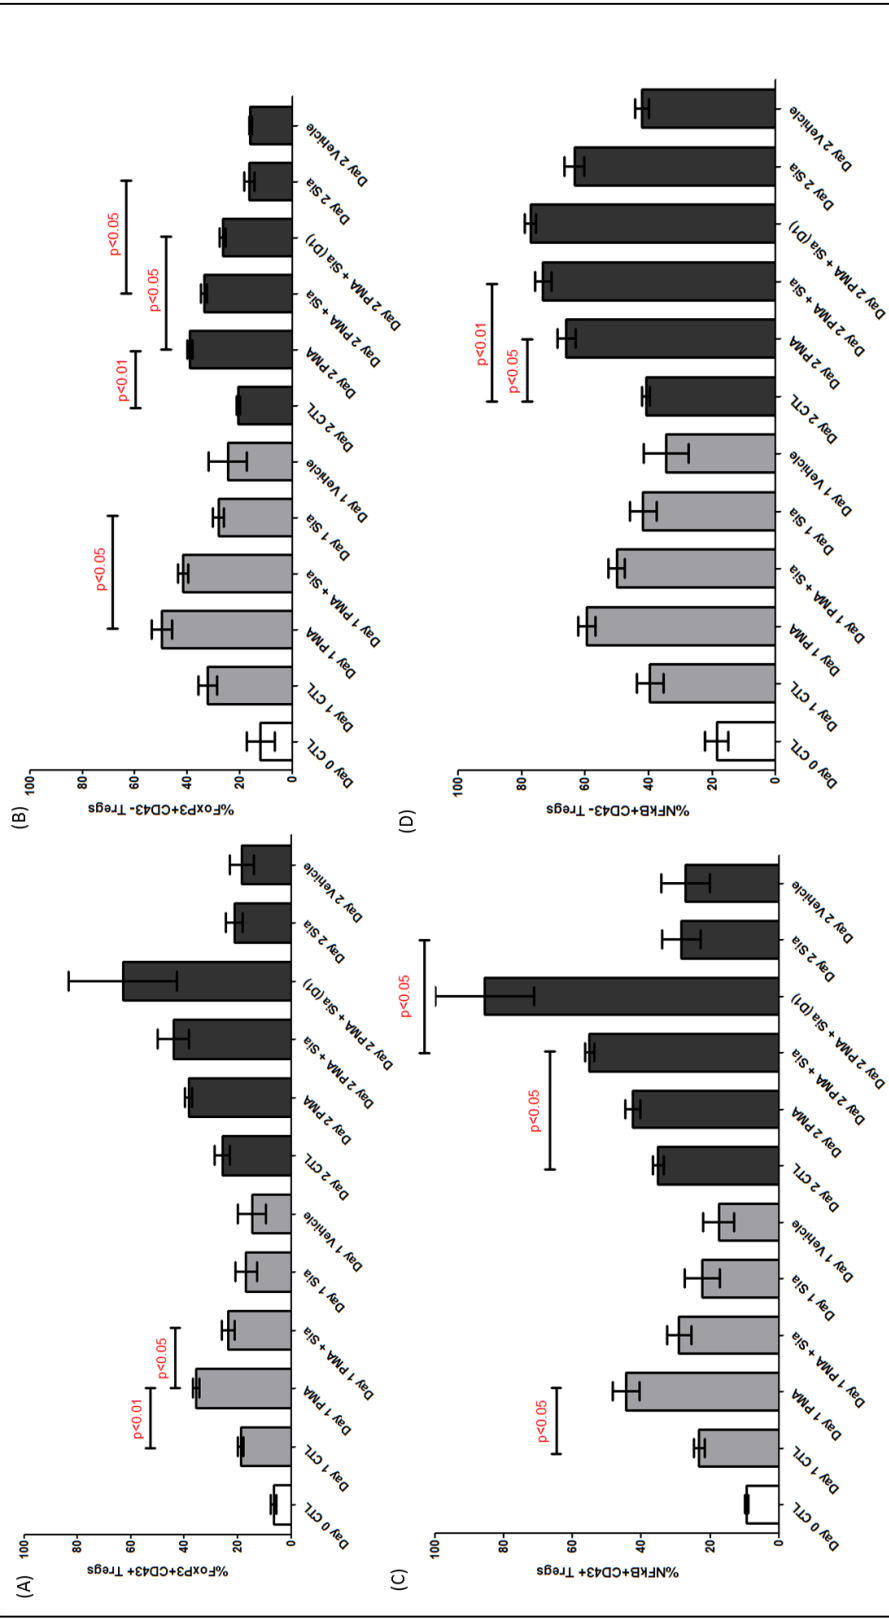 (A)
%FoxP3+CD43+ Tregs
100
80
60
40
20
0
p<0.01
p<0.05
Day 0 CTL
Day 1 CTL
Day 1 PMA
Day 1 PMA + Sia
Day 1 Sia
Day 1 Vehicle
Day 2 CTL
Day 2 PMA
Day 2 PMA + Sia
Day 2 PMA + Sia (D1)
Day 2 Sia
Day 2 Vehicle
(B)
%FoxP3+CD43 - Tregs
100
80
60
40
20
0
p<0.05
p<0.01
p<0.05
p<0.05
Day 0 CTL
Day 1 CTL
Day 1 PMA
Day 1 PMA + Sia
Day 1 Sia
Day 1 Vehicle
Day 2 CTL
Day 2 PMA
Day 2 PMA + Sia
Day 2 PMA + Sia (D1)
Day 2 Sia
Day 2 Vehicle
(C)
%NFkB+CD43+ Tregs
100
80
60
40
20
0
p<0.05
p<0.05
p<0.05
Day 0 CTL
Day 1 CTL
Day 1 PMA
Day 1 PMA + Sia
Day 1 Sia
Day 1 Vehicle
Day 2 CTL
Day 2 PMA
Day 2 PMA + Sia
Day 2 PMA + Sia (D1)
Day 2 Sia
Day 2 Vehicle
(D)
%NFkB+CD43 - Tregs
100
80
60
40
20
0
p<0.01
p<0.05
Day 0 CTL
Day 1 CTL
Day 1 PMA
Day 1 PMA + Sia
Day 1 Sia
Day 1 Vehicle
Day 2 CTL
Day 2 PMA
Day 2 PMA + Sia
Day 2 PMA + Sia (D1)
Day 2 Sia
Day 2 Vehicle